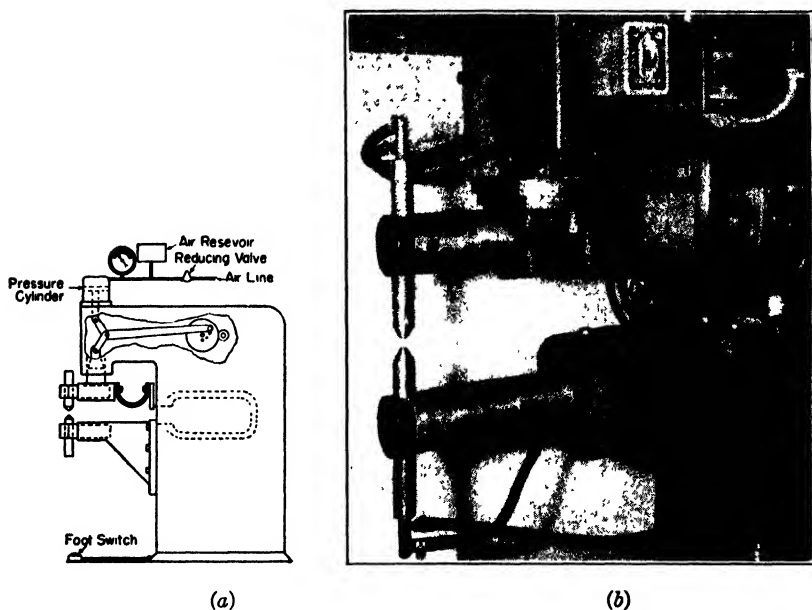 Air Resevoir
Reducing Valve
Air Line
Pressure
Cylinder
Foot Switch
(a)
(b)